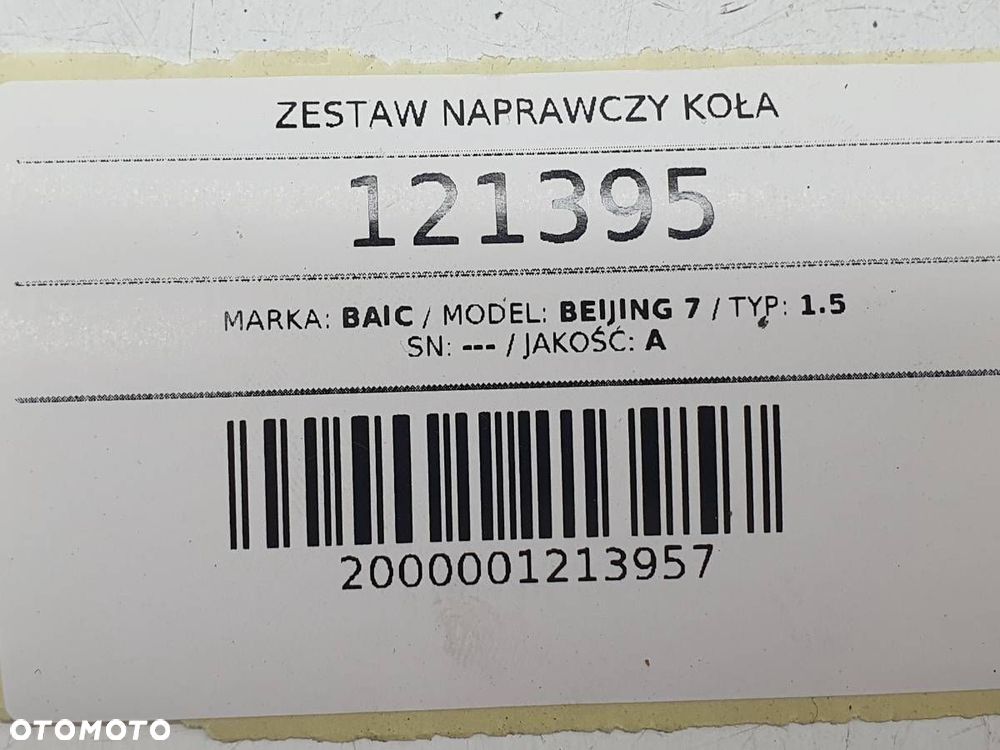 ZESTAW NAPRAWCZY KOŁA
121395
MARKA: BAIC / MODEL: BEIJING 7 / TYP: 1.5
SN: --- / JAKOŚĆ: A
2000001213957
OTOMOTO